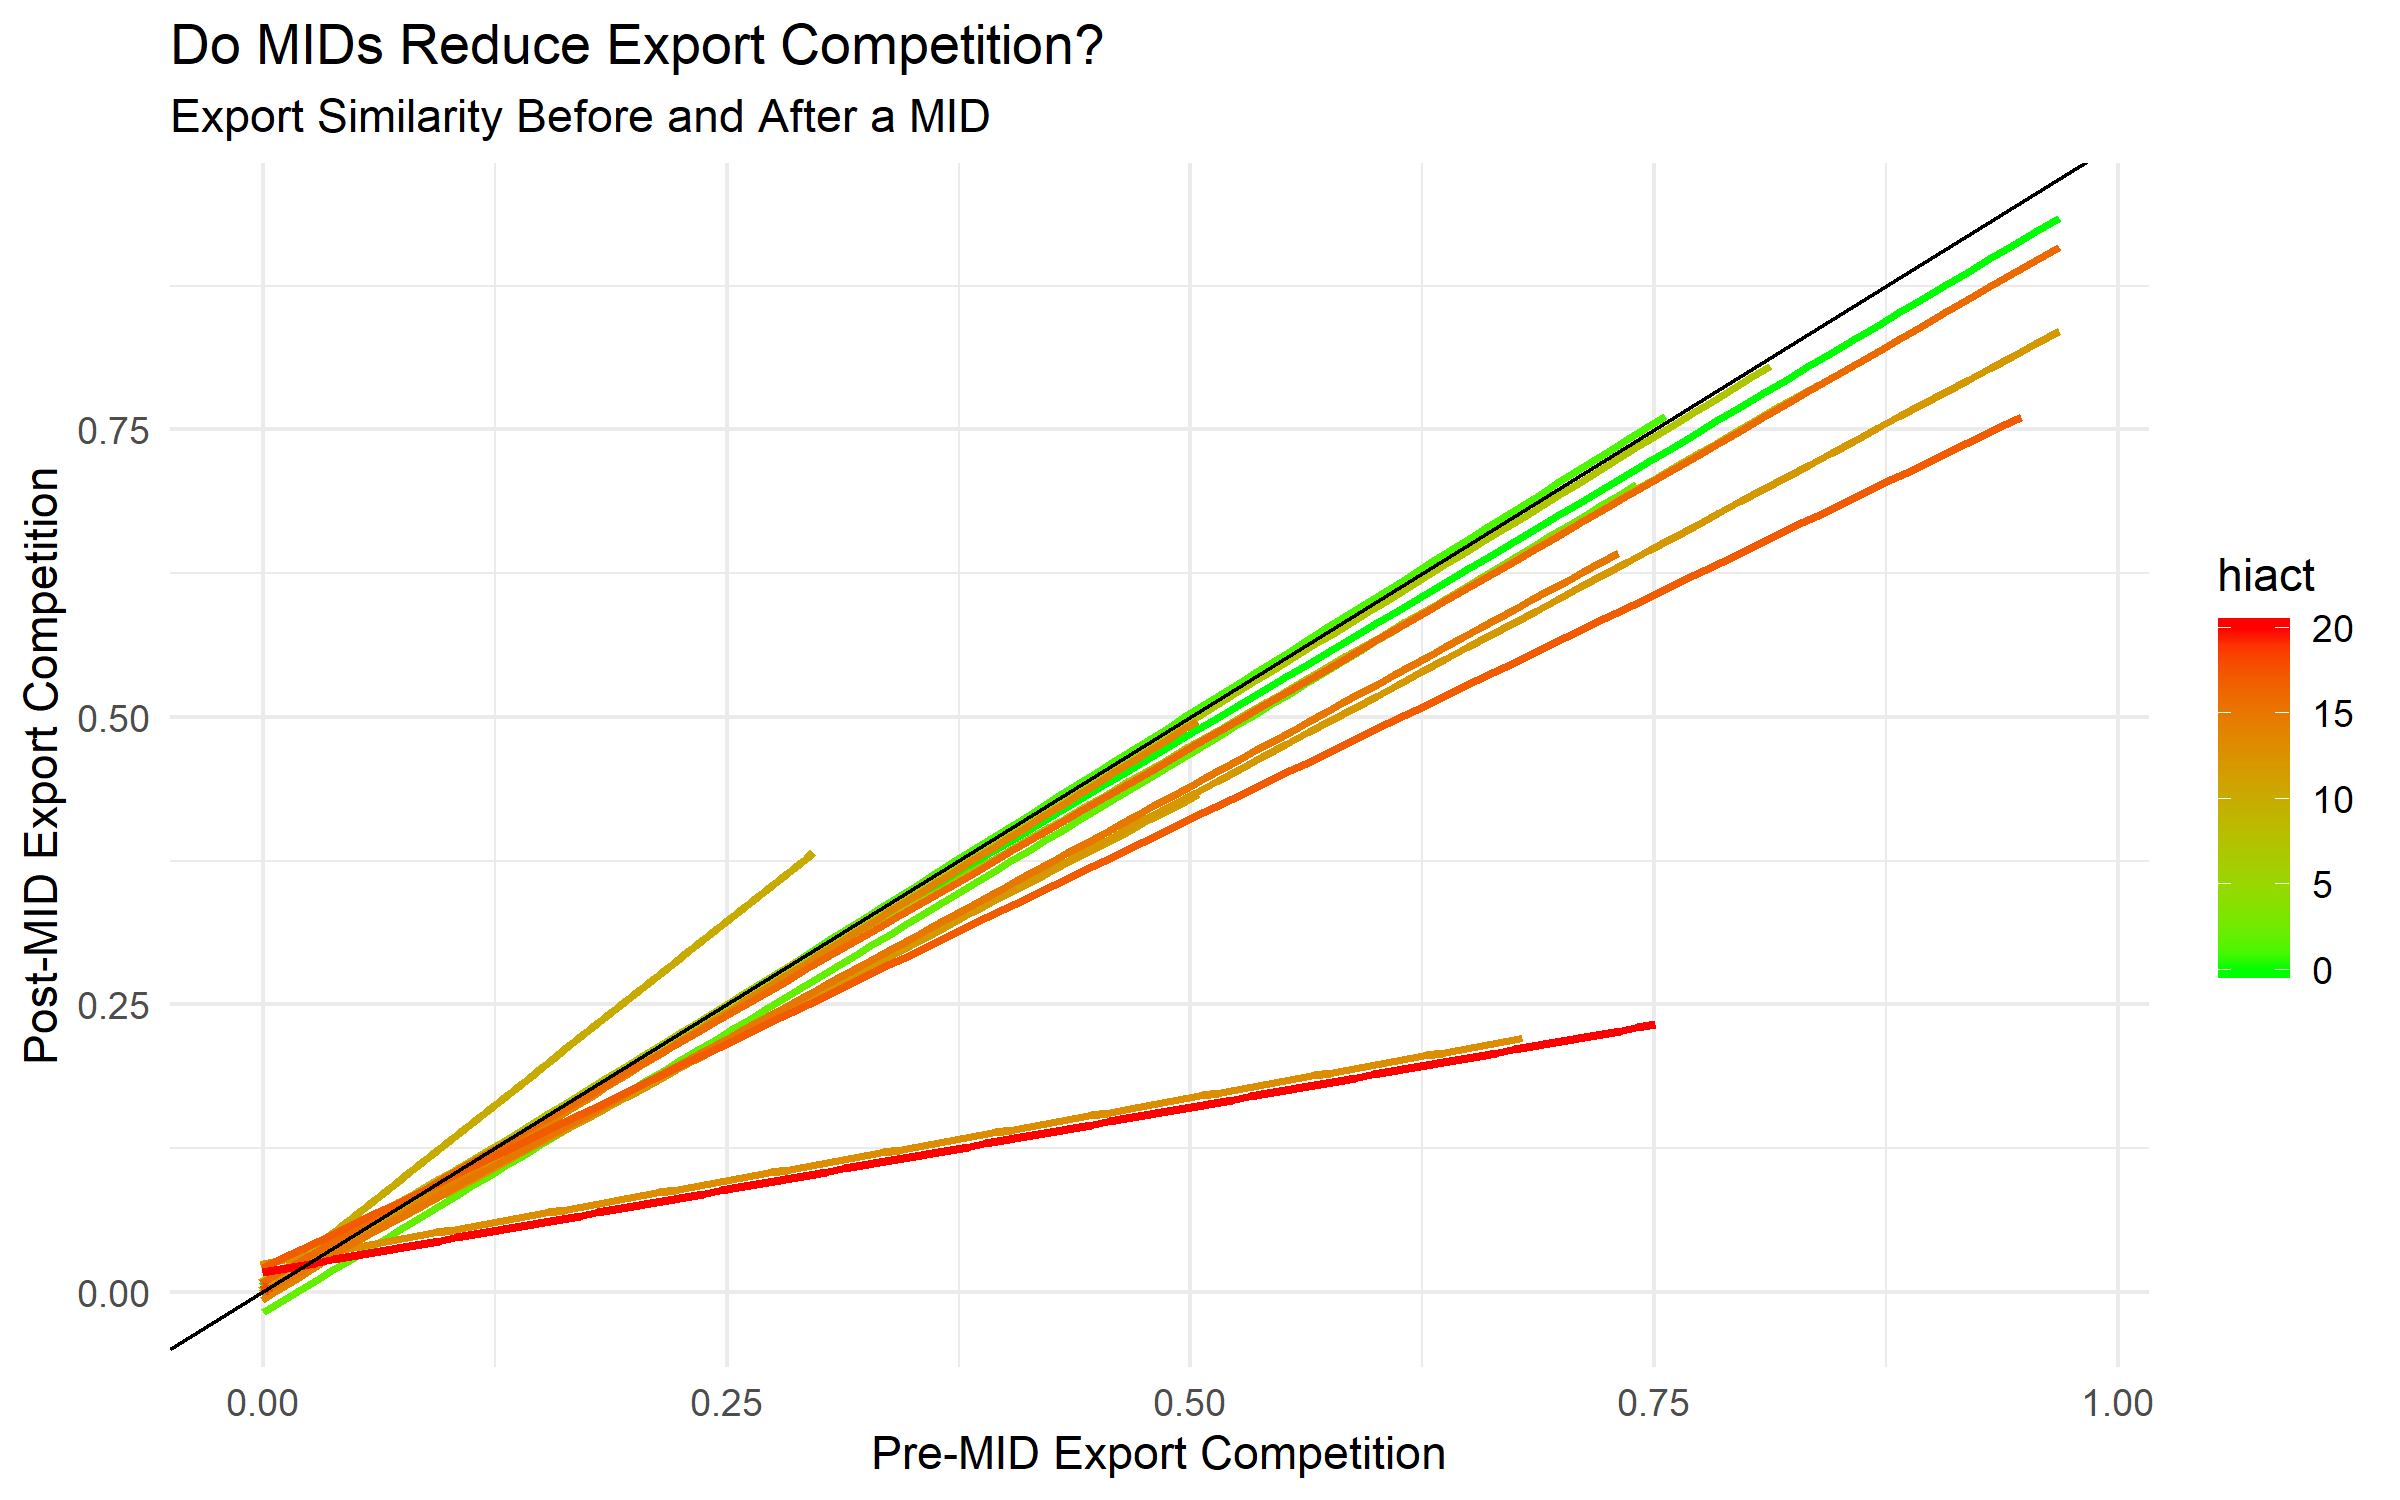 Do MIDs Reduce Export Competition?
Export Similarity Before and After a MID
Post-MID Export Competition
0.75
0.50
0.25
0.00
0.00
0.25
0.50
0.75
1.00
Pre-MID Export Competition
hiact
20
15
10
5
0